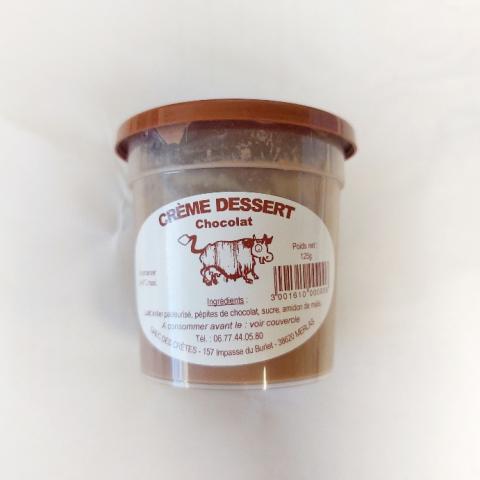 CRÈME DESSERT
Chocolat
Poids net :
125g
Ingrédients :
Lait entier pasteurisé, pépites de chocolat, sucre, amidon de maïs.
A consommer avant le : voir couvercle
Tél. : 06.77.44.05.80
GAEC DES CRÊTES - 157 Impasse du Burlet - 38620 MERLAS